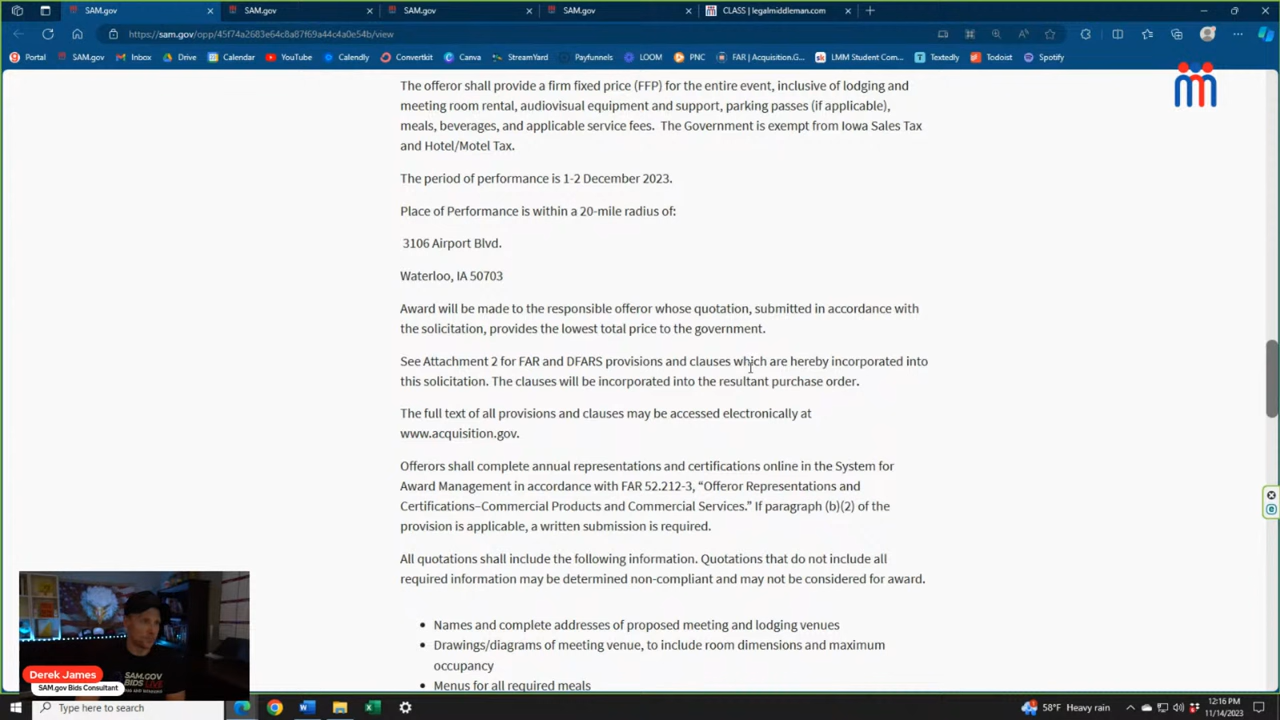 SAM.gov
SAM.gov
SAM.gov
SAM.gov
CLASS | legalmiddleman.com
https://sam.gov/opp/45f74a2683e64c8a87f69a44c4a0e54b/view
Portal
SAM.gov
Inbox
Drive
Calendar
YouTube
Calendly
Canva
Convertkit
StreamYard
Payfunnels
LOOM
PNC
FAR | Acquisition.G...
LMM Student Com...
Textedly
Todoist
Spotify
The offeror shall provide a firm fixed price (FFP) for the entire event, inclusive of lodging and
meeting room rental, audiovisual equipment and support, parking passes (if applicable),
meals, beverages, and applicable service fees.  The Government is exempt from Iowa Sales Tax
and Hotel/Motel Tax.
The period of performance is 1-2 December 2023.
Place of Performance is within a 20-mile radius of:
3106 Airport Blvd.
Waterloo, IA 50703
Award will be made to the responsible offeror whose quotation, submitted in accordance with
the solicitation, provides the lowest total price to the government.
See Attachment 2 for FAR and DFARS provisions and clauses which are hereby incorporated into
this solicitation. The clauses will be incorporated into the resultant purchase order.
The full text of all provisions and clauses may be accessed electronically at
www.acquisition.gov.
Offerors shall complete annual representations and certifications online in the System for
Award Management in accordance with FAR 52.212-3, “Offeror Representations and
Certifications–Commercial Products and Commercial Services.” If paragraph (b)(2) of the
provision is applicable, a written submission is required.
All quotations shall include the following information. Quotations that do not include all
required information may be determined non-compliant and may not be considered for award.
• Names and complete addresses of proposed meeting and lodging venues
• Drawings/diagrams of meeting venue, to include room dimensions and maximum
occupancy
• Menus for all required meals
SAM.GOV
BIDS LIVE
Derek James
SAM.gov Bids Consultant
Type here to search
58°F Heavy rain
12:16 PM
11/14/2023